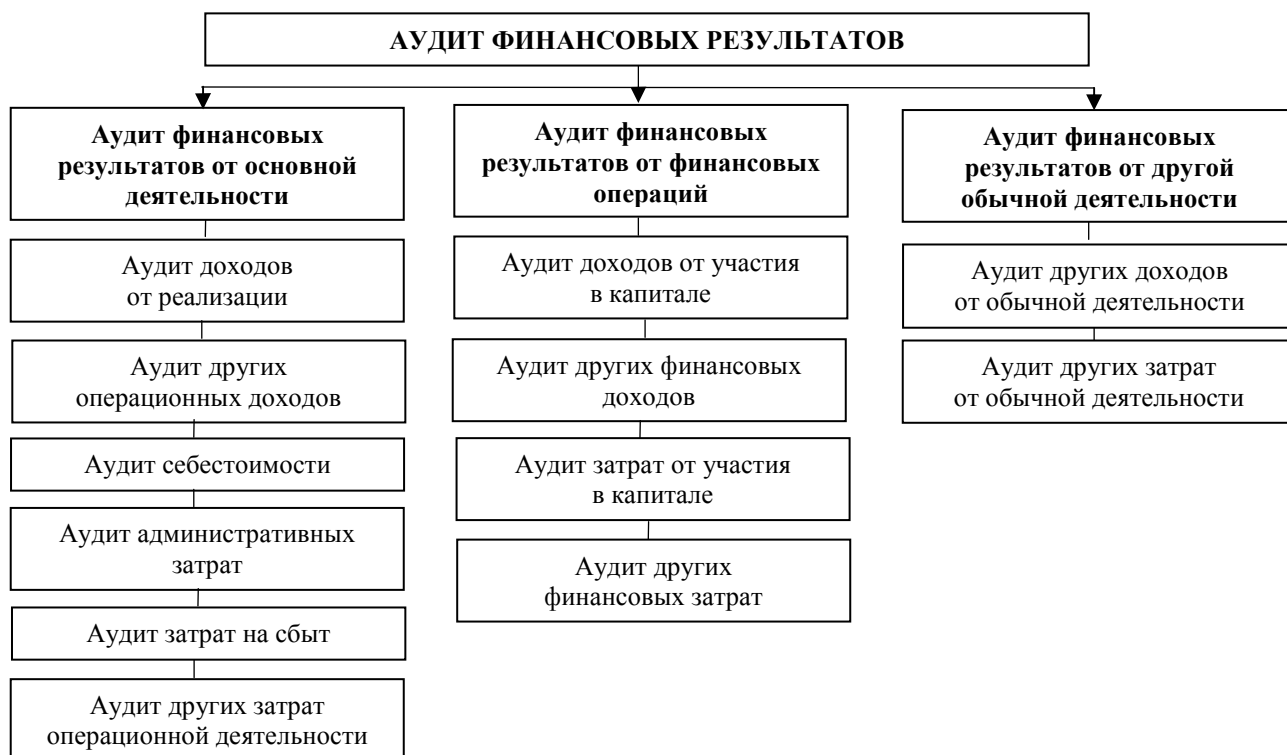 АУДИТ ФИНАНСОВЫХ РЕЗУЛЬТАТОВ
Аудит финансовых
результатов от основной
деятельности
Аудит доходов
от реализации
Аудит других
операционных доходов
Аудит себестоимости
Аудит административных
затрат
Аудит затрат на сбыт
Аудит других затрат
операционной деятельности
Аудит финансовых
результатов от финансовых
операций
Аудит доходов от участия
в капитале
Аудит других финансовых
доходов
Аудит затрат от участия
в капитале
Аудит других
финансовых затрат
Аудит финансовых
результатов от другой
обычной деятельности
Аудит других доходов
от обычной деятельности
Аудит других затрат
от обычной деятельности